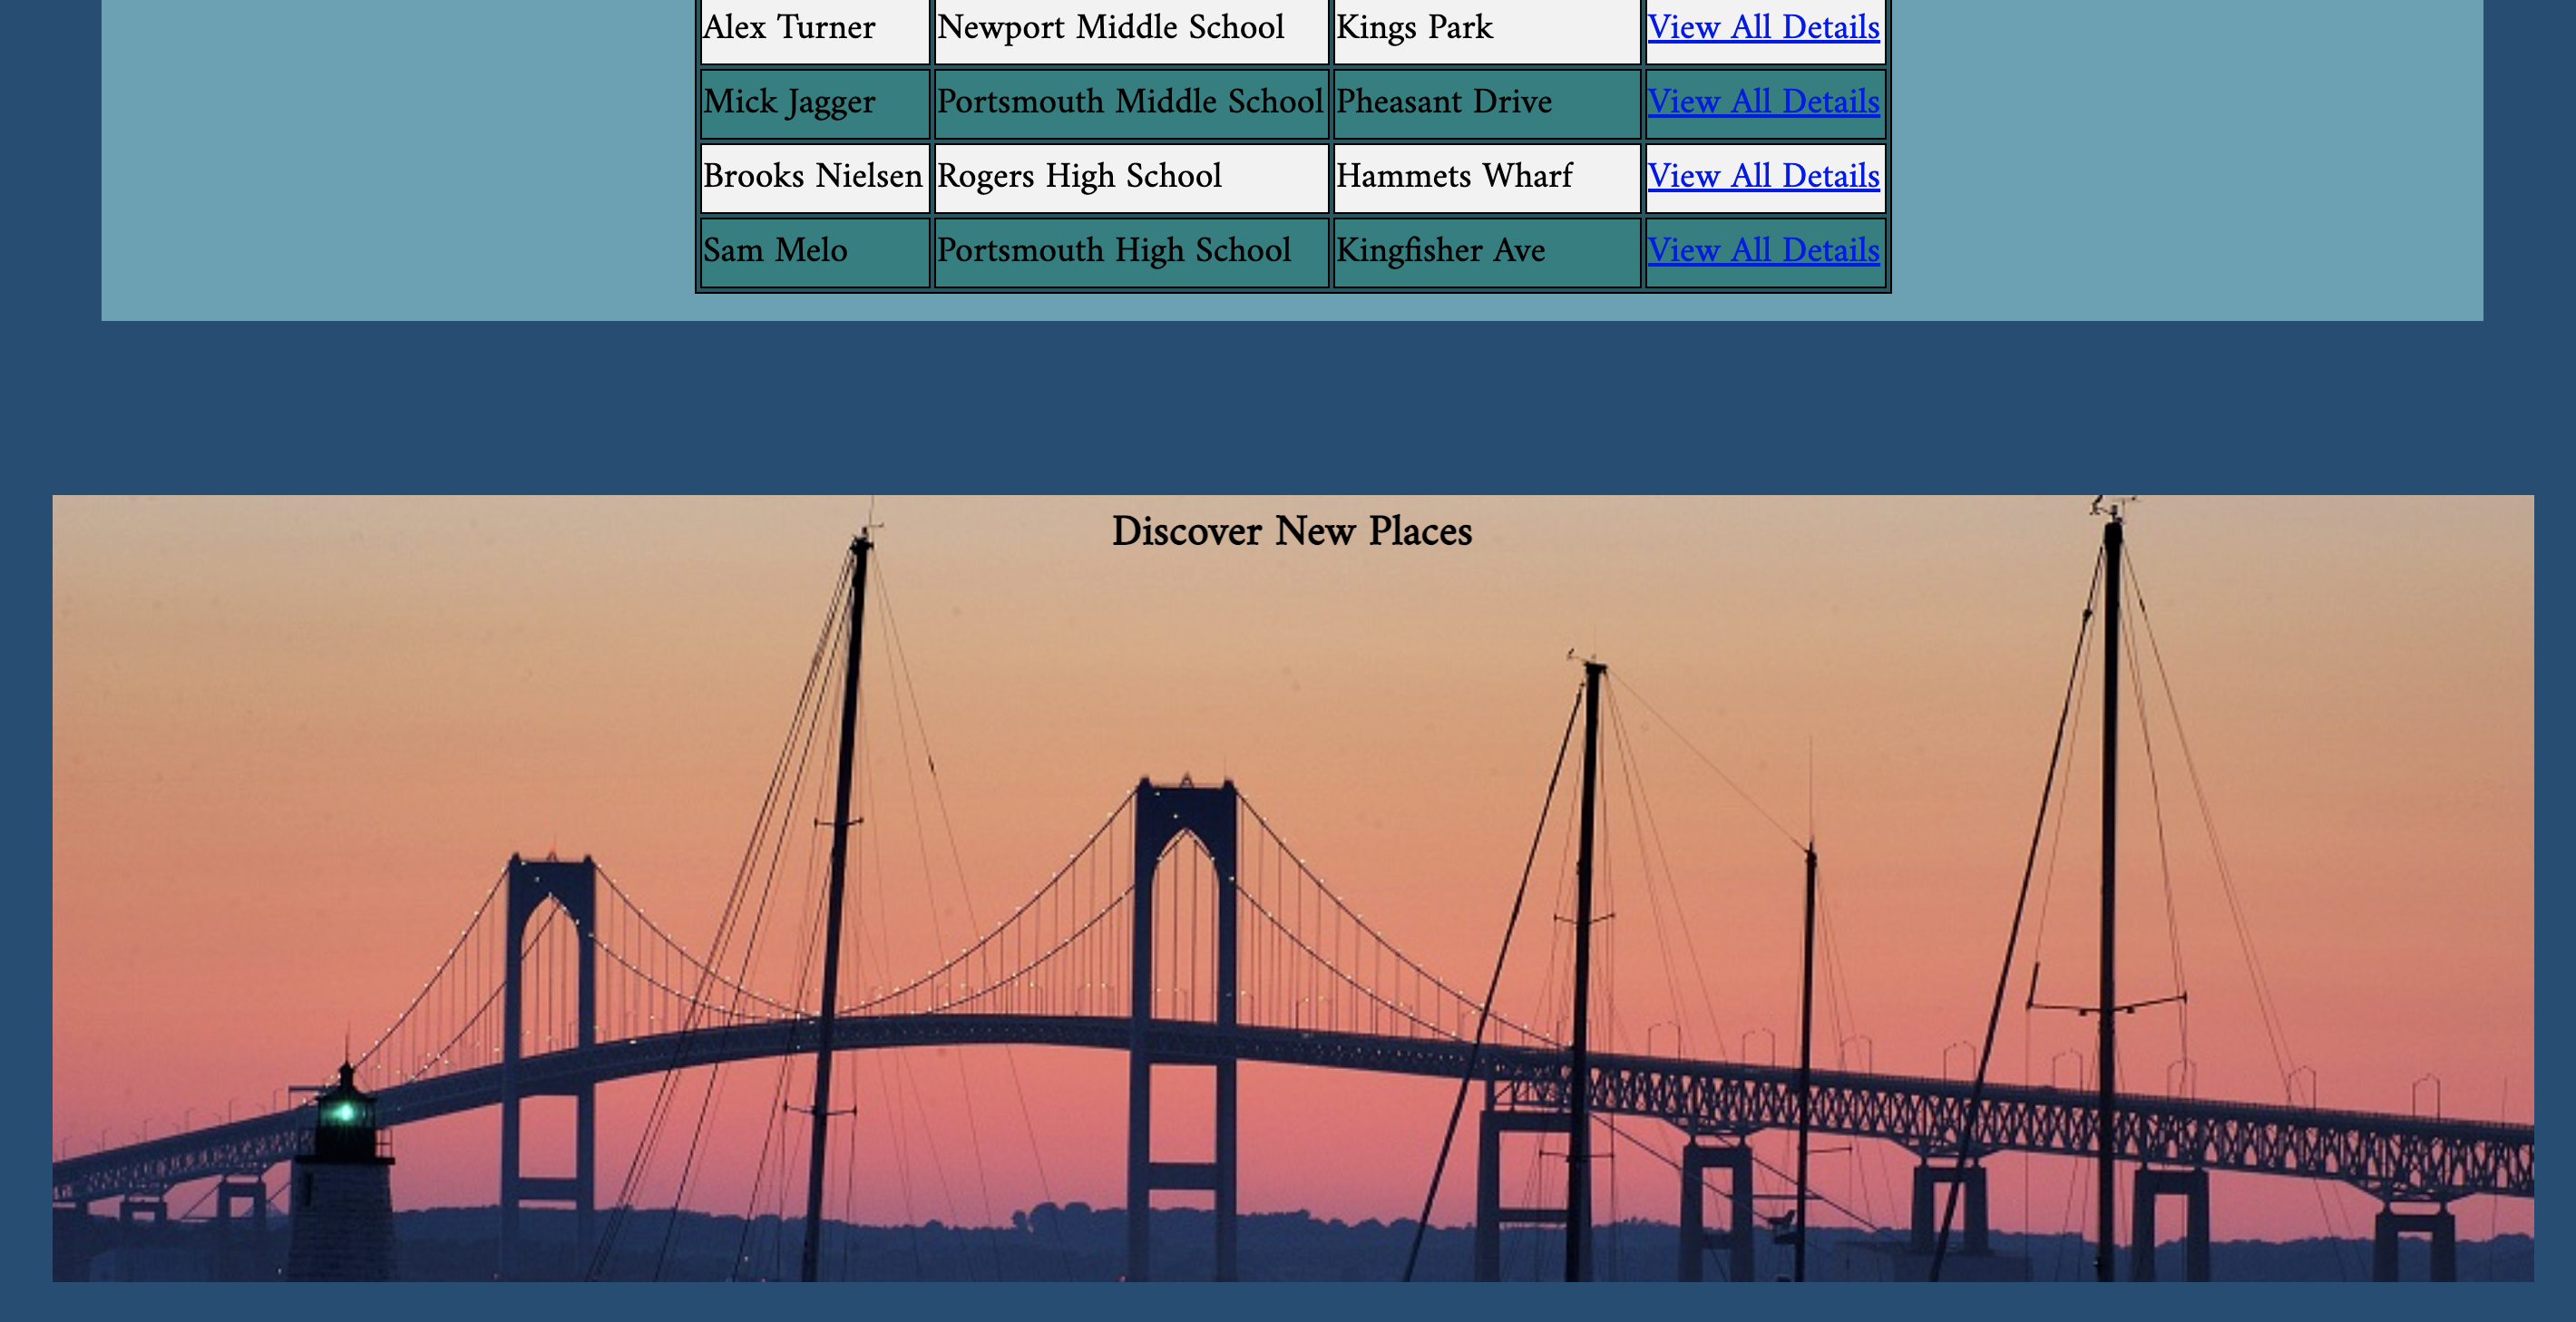 Alex Turner Newport Middle School Kings Park View All Details
Mick Jagger Portsmouth Middle School Pheasant Drive View All Details
Brooks Nielsen Rogers High School Hammets Wharf View All Details
Sam Melo Portsmouth High School Kingfisher Ave View All Details
Discover New Places